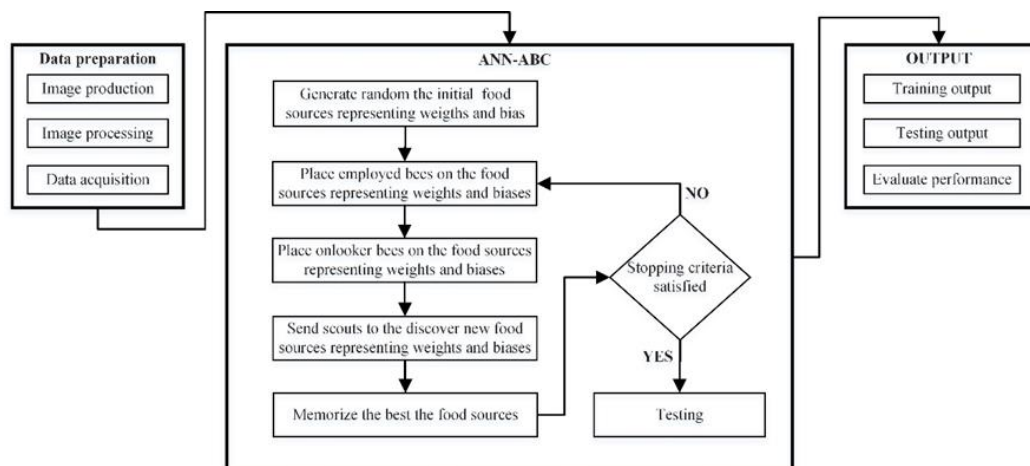 Data preparation
Image production
Image processing
Data acquisition
ANN-ABC
Generate random the initial food
sources representing weigths and bias
Place employed bees on the food
sources representing weights and biases
Place onlooker bees on the food sources
representing weights and biases
Send scouts to the discover new food
sources representing weights and biases
Memorize the best the food sources
NO
Stopping criteria
satisfied
YES
Testing
OUTPUT
Training output
Testing output
Evaluate performance